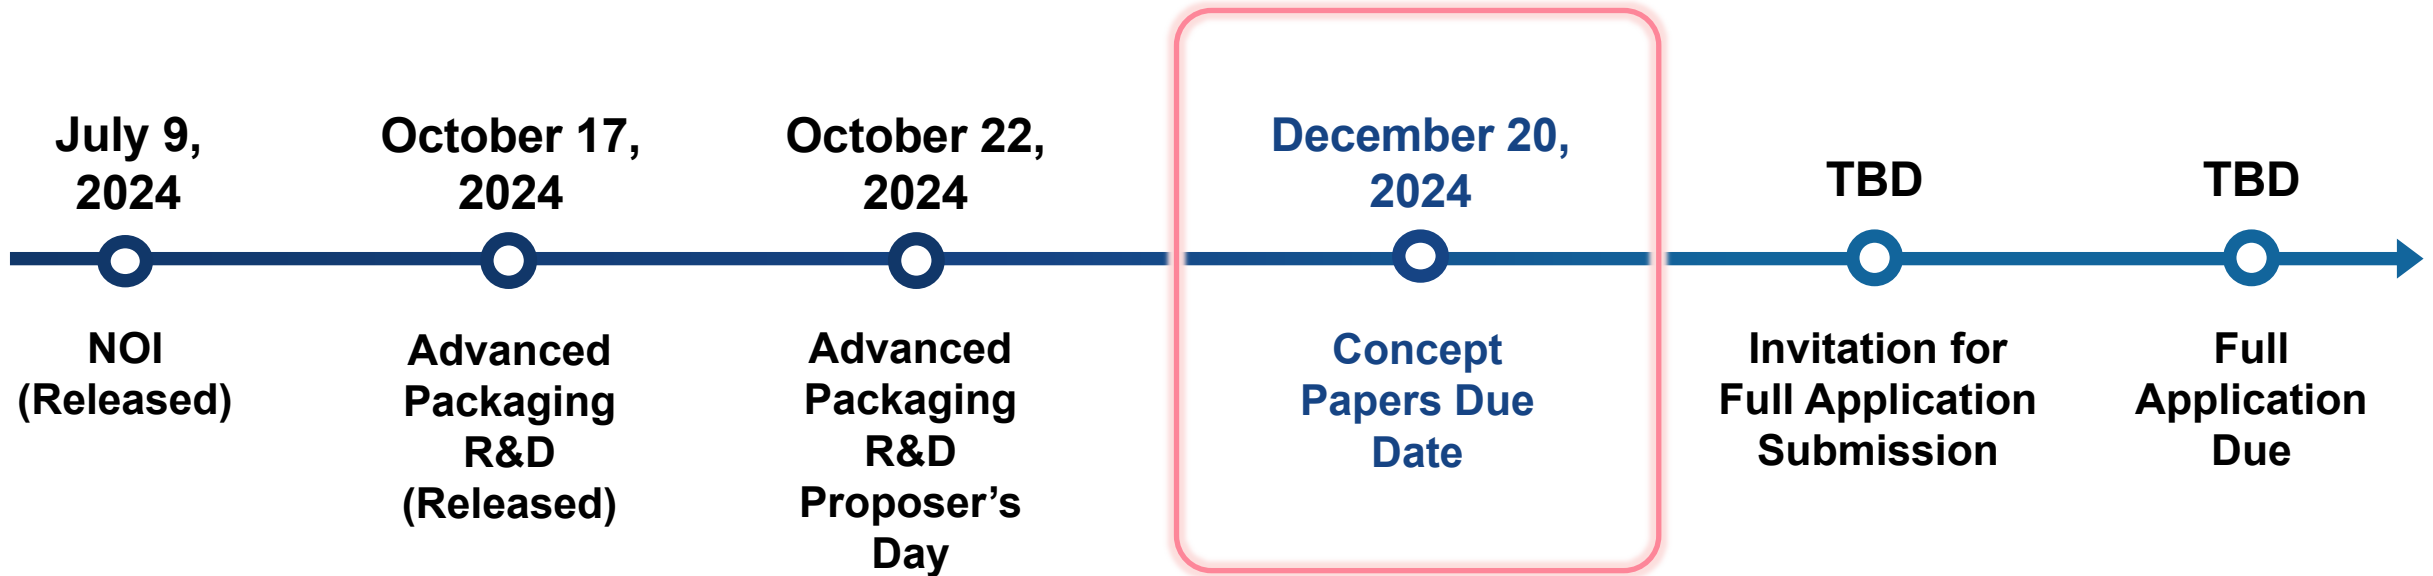 July 9,
2024
NOI
(Released)
October 17,
2024
Advanced
Packaging
R&D
(Released)
October 22,
2024
Advanced
Packaging
R&D
Proposer’s
Day
December 20,
2024
Concept
Papers Due
Date
TBD
Invitation for
Full Application
Submission
TBD
Full
Application
Due